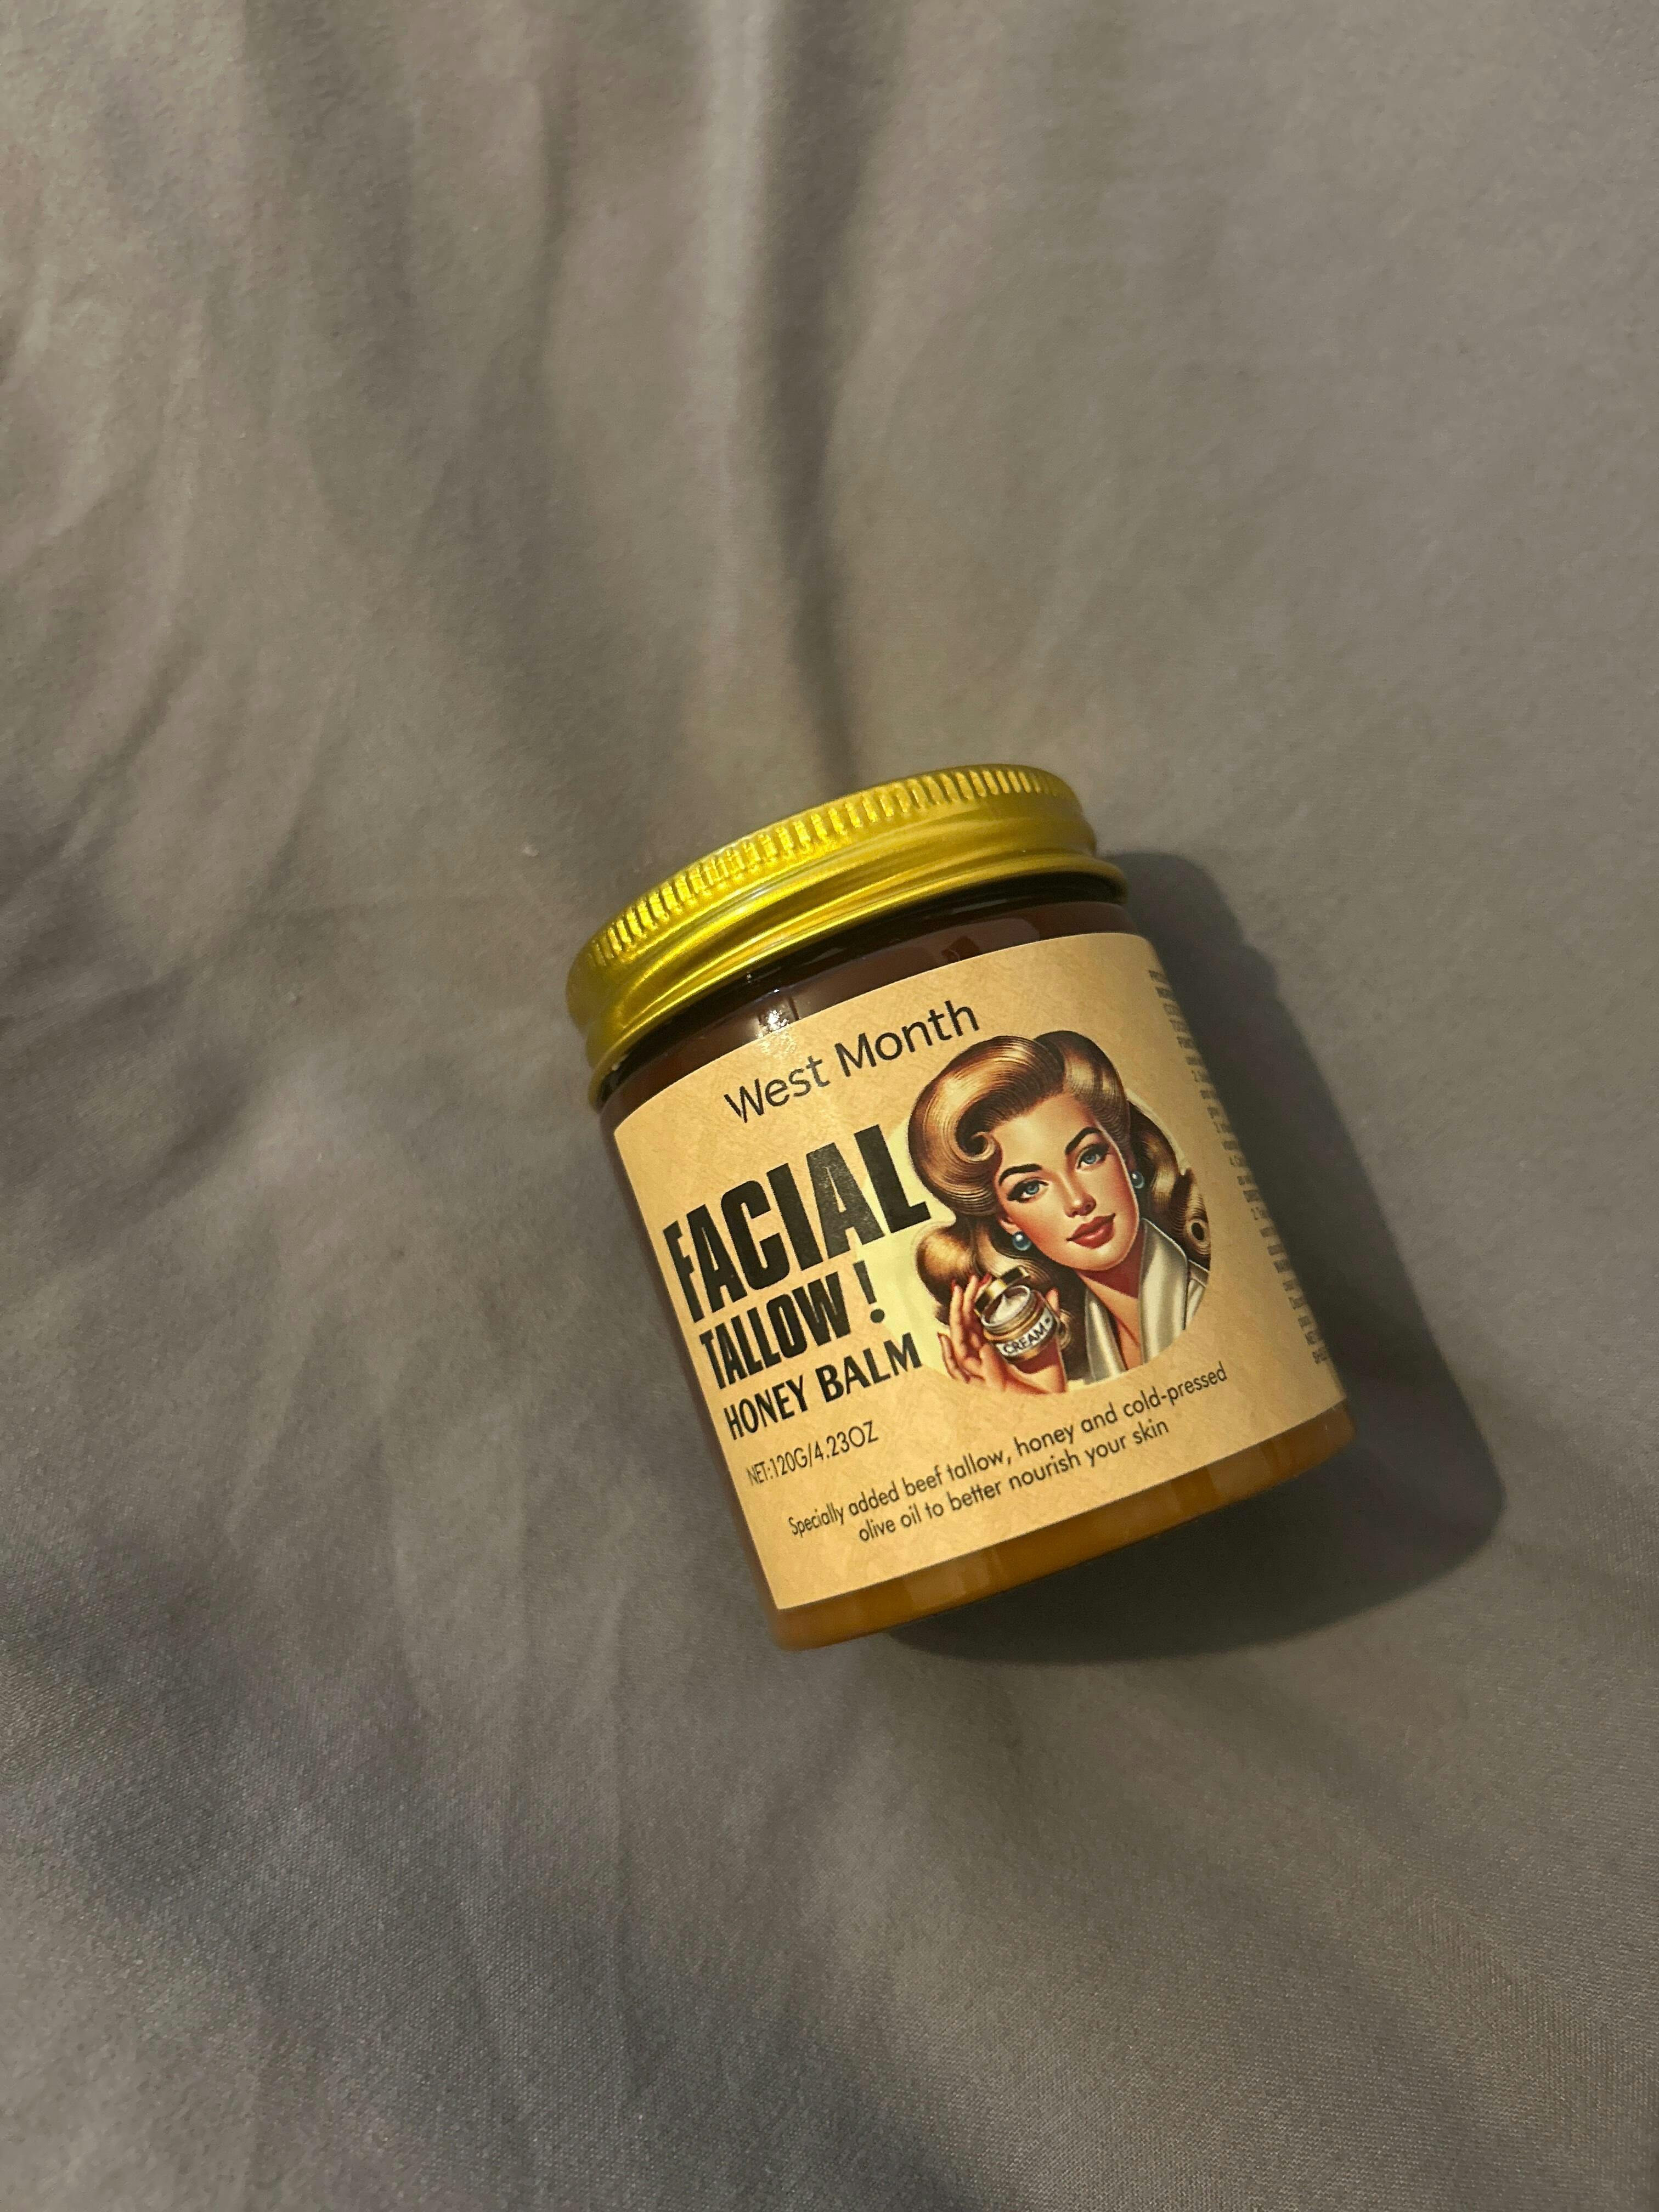 West Month
FACIAL
TALLOW!
HONEY BALM
NET:120G/4.23OZ
CREAM
Specially added beef tallow, honey and cold-pressed
olive oil to better nourish your skin